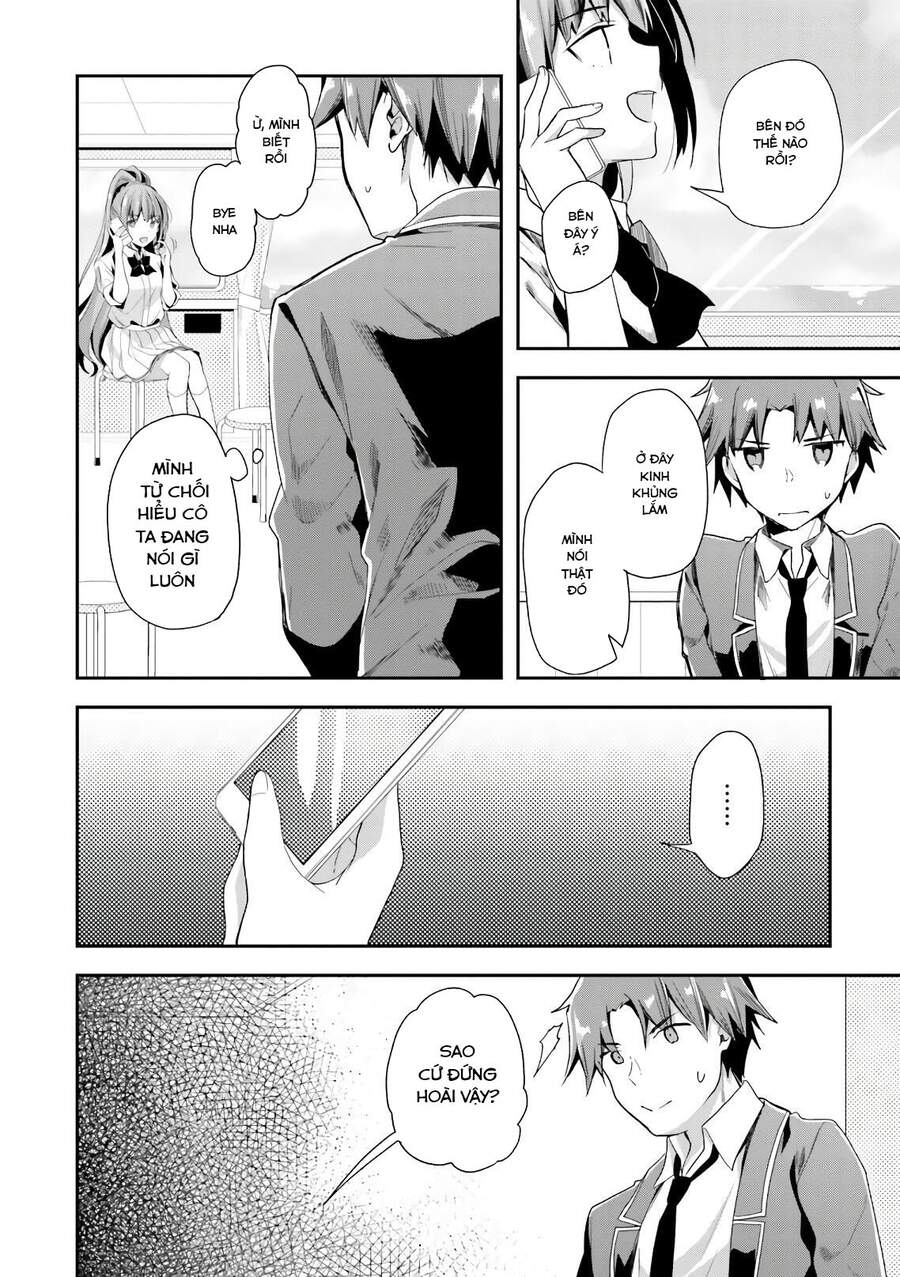 BÊN ĐÓ
THẾ NÀO
RỒI?
BÊN
ĐÂY Ý
Ả?
Ở ĐÂY
KINH
KHỦNG
LẮM
MÌNH
NÓI
THẬT
ĐÓ
Ừ, MÌNH
BIẾT
RỒI
BYE
NHA
MÌNH
TỪ CHỐI
HIỂU CÔ
TA ĐANG
NÓI GÌ
LUÔN
........
SAO
CỨ ĐỨNG
HOÀI VẬY?